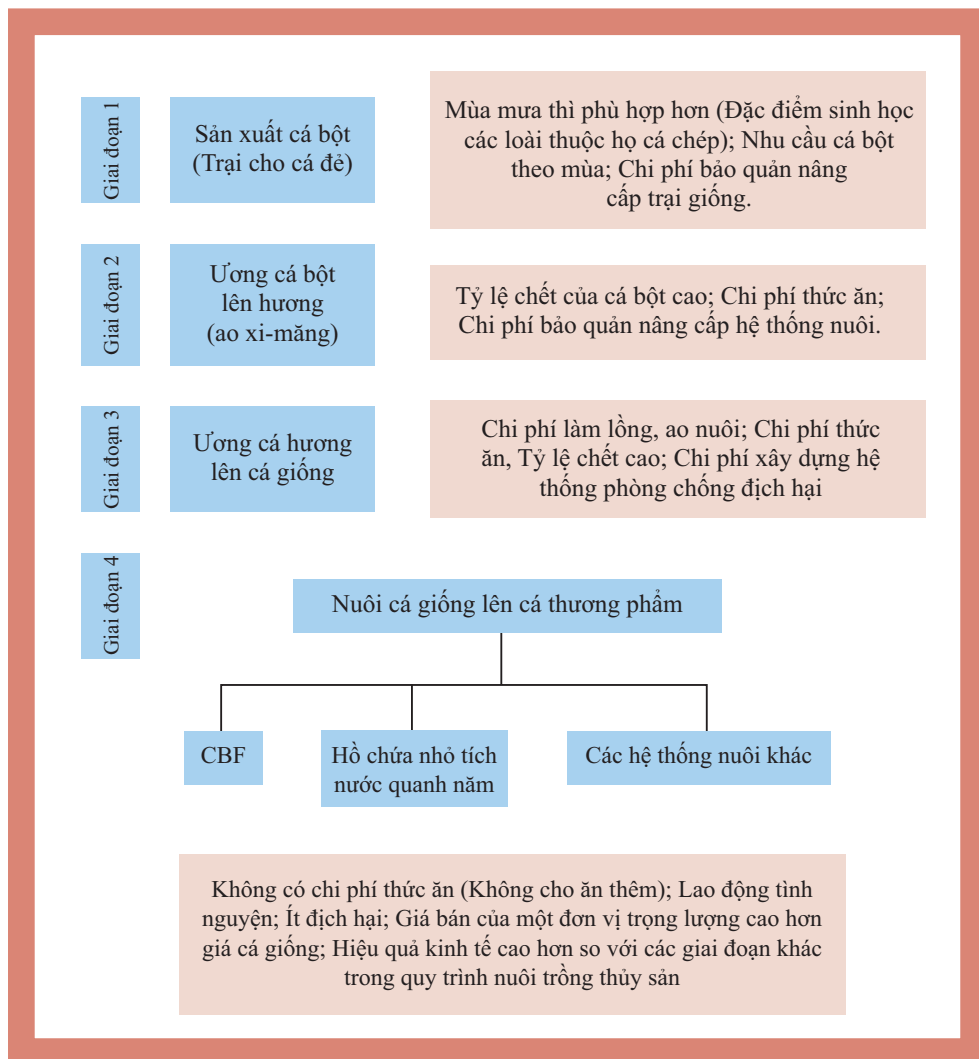 Giai đoạn 1
Sản xuất cá bột
(Trại cho cá đẻ)
Mùa mưa thì phù hợp hơn (Đặc điểm sinh học
các loài thuộc họ cá chép); Nhu cầu cá bột
theo mùa; Chi phí bảo quản nâng
cấp trại giống.
Giai đoạn 2
Ương cá bột
lên hương
(ao xi-măng)
Tỷ lệ chết của cá bột cao; Chi phí thức ăn;
Chi phí bảo quản nâng cấp hệ thống nuôi.
Giai đoạn 3
Ương cá hương
lên cá giống
Chi phí làm lồng, ao nuôi; Chi phí thức
ăn, Tỷ lệ chết cao; Chi phí xây dựng hệ
thống phòng chống địch hại
Giai đoạn 4
Nuôi cá giống lên cá thương phẩm
CBF
Hồ chứa nhỏ tích
nước quanh năm
Các hệ thống nuôi khác
Không có chi phí thức ăn (Không cho ăn thêm); Lao động tình
nguyện; Ít địch hại; Giá bán của một đơn vị trọng lượng cao hơn
giá cá giống; Hiệu quả kinh tế cao hơn so với các giai đoạn khác
trong quy trình nuôi trồng thủy sản